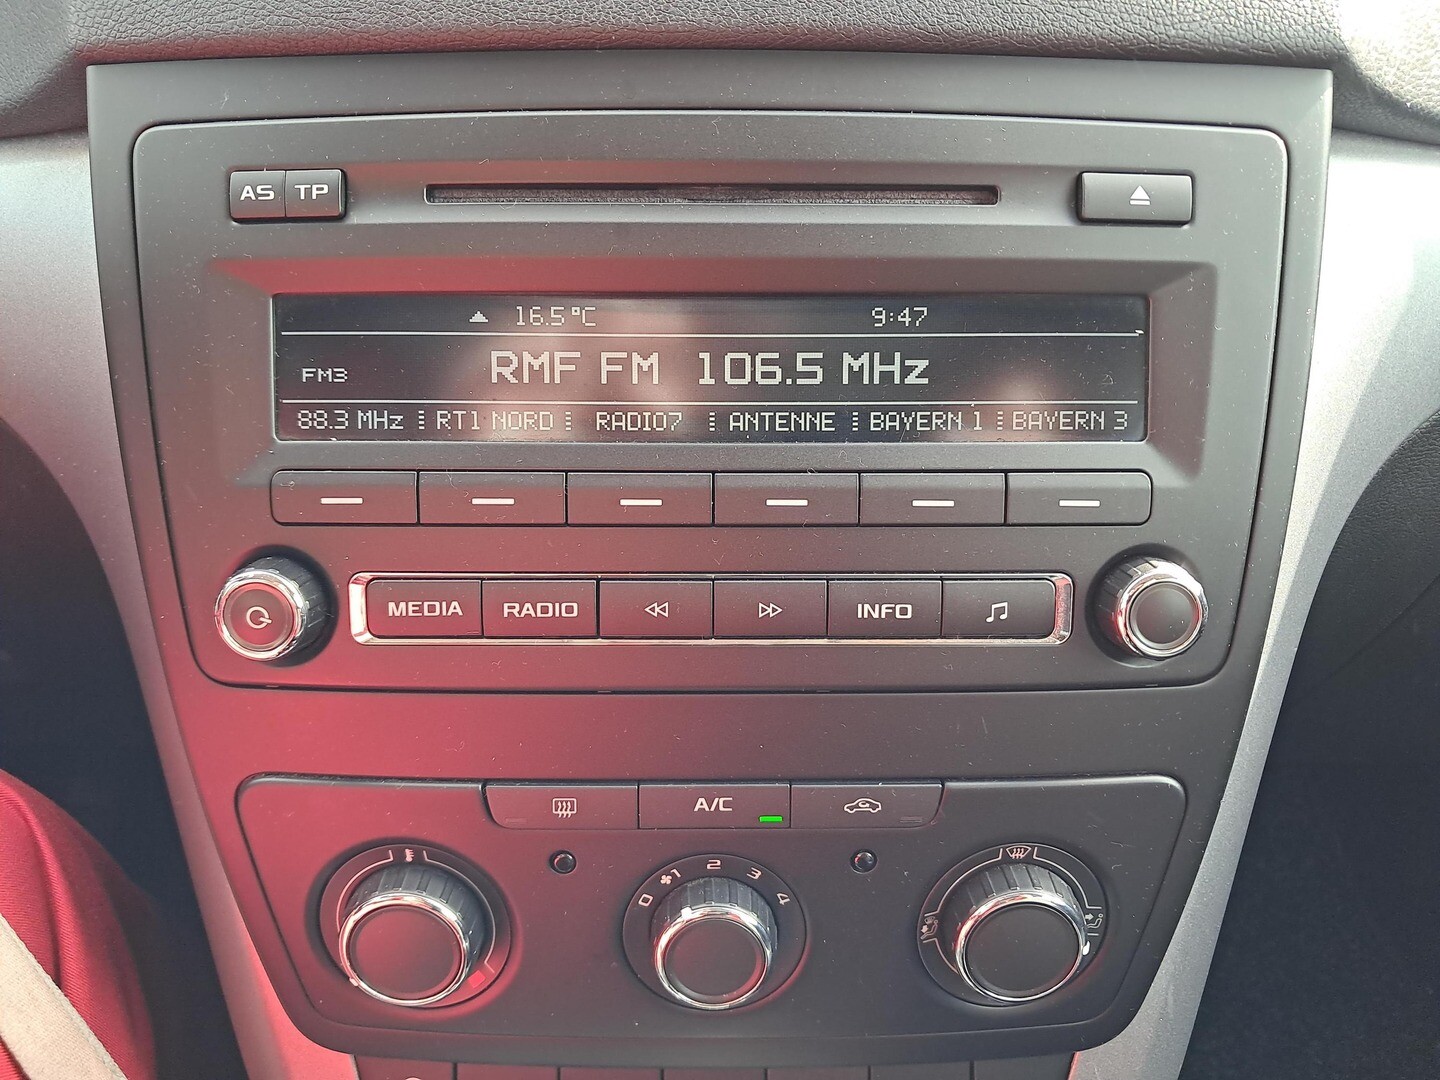 AS TP
16.5°C 9:47
FM3 RMF FM 106.5 MHz
88.3 MHz RT1 NORD RADIO7 ANTENNE BAYERN 1 BAYERN 3
MEDIA RADIO INFO
A/C
0 1 2 3 4